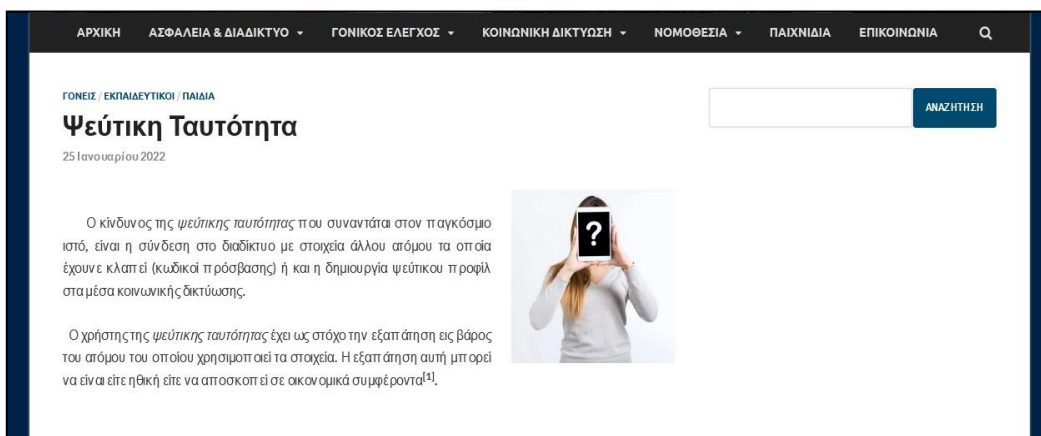 ΑΡΧΙΚΗ ΑΣΦΑΛΕΙΑ & ΔΙΑΔΙΚΤΥΟ ΓΟΝΙΚΟΣ ΕΛΕΓΧΟΣ ΚΟΙΝΩΝΙΚΗ ΔΙΚΤΥΩΣΗ ΝΟΜΟΘΕΣΙΑ ΠΑΙΧΝΙΔΙΑ ΕΠΙΚΟΙΝΩΝΙΑ
ΓΟΝΕΙΣ / ΕΚΠΑΙΔΕΥΤΙΚΟΙ / ΠΑΙΔΙΑ
Ψεύτικη Ταυτότητα
25 Ιανουαρίου 2022
ΑΝΑΖΗΤΗΣΗ
Ο κίνδυνος της ψεύτικης ταυτότητας που συναντάται στον παγκόσμιο
ιστό, είναι η σύνδεση στο διαδίκτυο με στοιχεία άλλου ατόμου τα οποία
έχουνε κλαπεί (κωδικοί πρόσβασης) ή και η δημιουργία ψεύτικου προφίλ
στα μέσα κοινωνικής δικτύωσης.
Ο χρήστης της ψεύτικης ταυτότητας έχει ως στόχο την εξαπάτηση εις βάρος
του ατόμου του οποίου χρησιμοποιεί τα στοιχεία. Η εξαπάτηση αυτή μπορεί
να είναι είτε ηθική είτε να αποσκοπεί σε οικονομικά συμφέροντα[1].
?